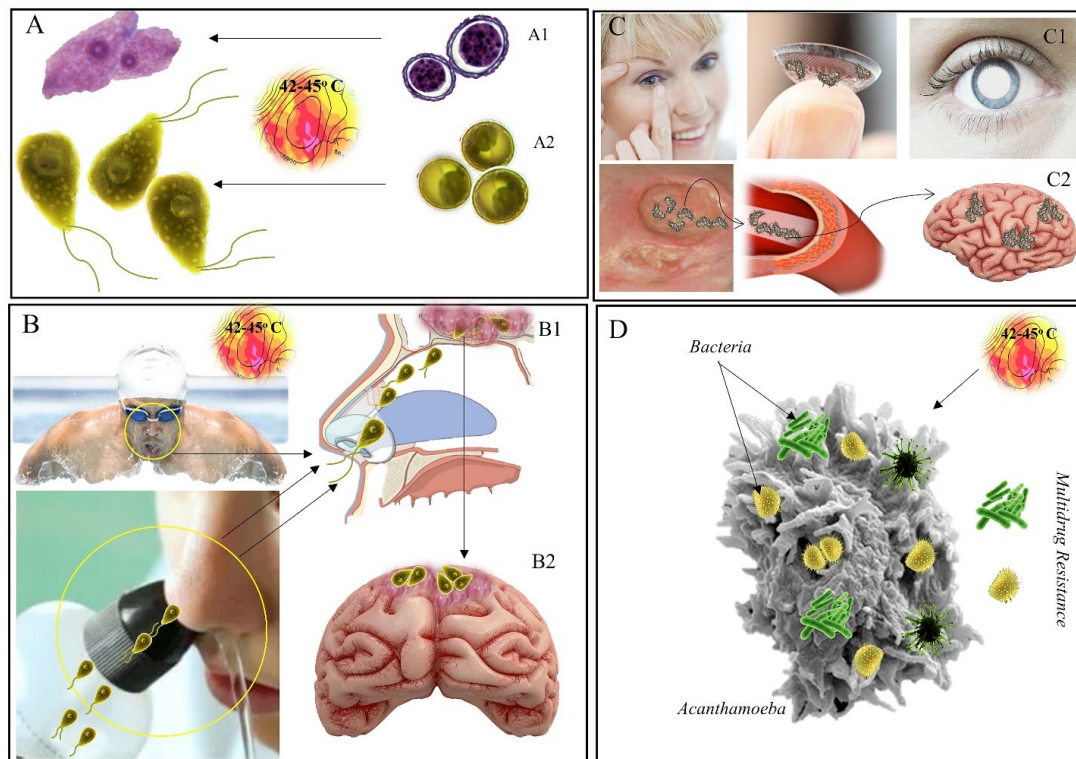 A
A1
42-45° C
A2
B
42-45° C
B1
B2
C
C1
C2
D
42-45° C
Bacteria
Multidrug Resistance
Acanthamoeba